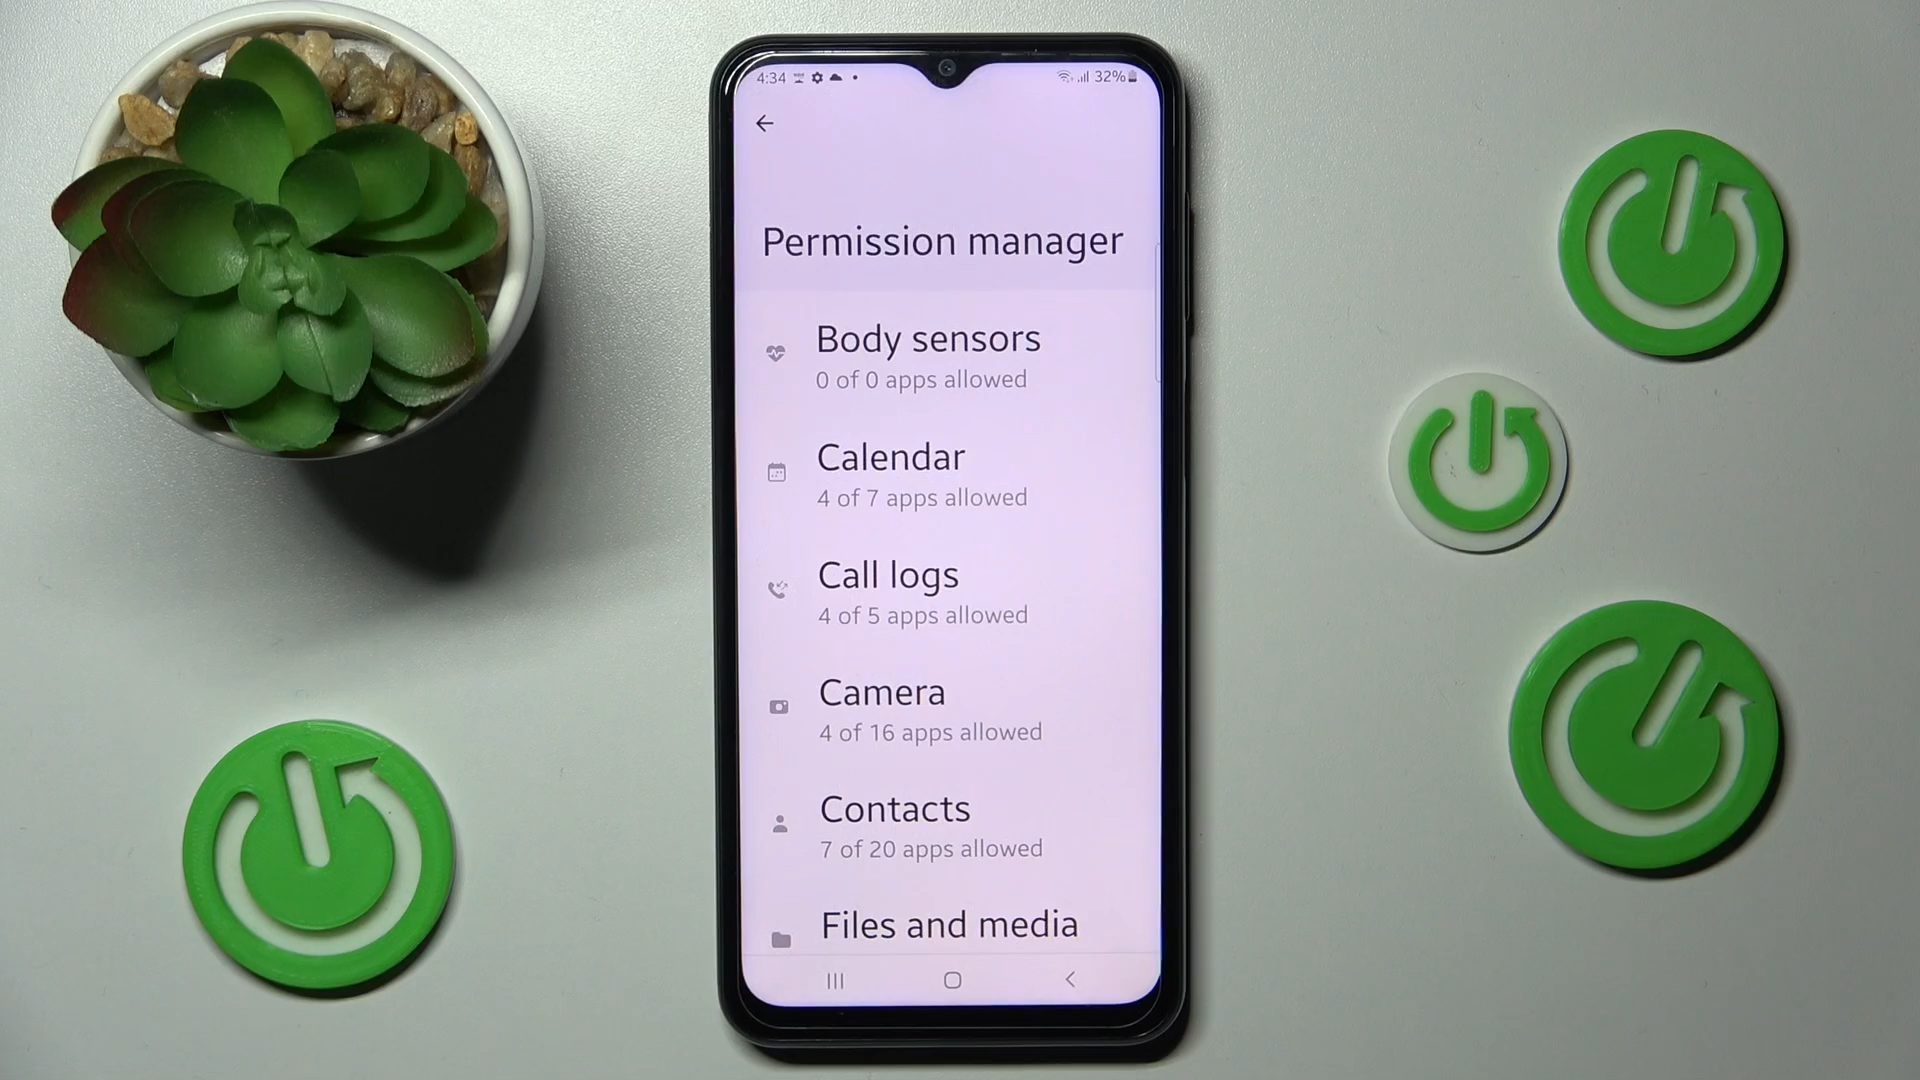 4:34
32%
Permission manager
Body sensors
0 of 0 apps allowed
Calendar
4 of 7 apps allowed
Call logs
4 of 5 apps allowed
Camera
4 of 16 apps allowed
Contacts
7 of 20 apps allowed
Files and media